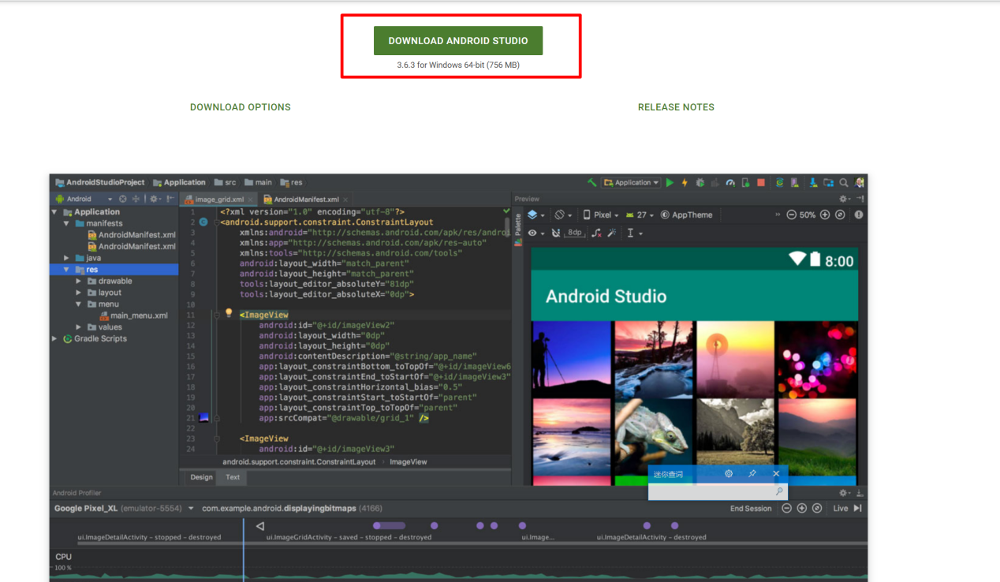 DOWNLOAD ANDROID STUDIO
3.6.3 for Windows 64-bit (756 MB)
DOWNLOAD OPTIONS
RELEASE NOTES
AndroidStudioProject Application src main res
Application
Android
image_grid.xml
AndroidManifest.xml
Preview
Application
manifests
AndroidManifest.xml
AndroidManifest.xml
java
res
drawable
layout
menu
main_menu.xml
values
Gradle Scripts
1 <?xml version="1.0" encoding="utf-8"?>
2 <android.support.constraint.ConstraintLayout
3 xmlns:android="http://schemas.android.com/apk/res/andro
4 xmlns:app="http://schemas.android.com/apk/res-auto"
5 xmlns:tools="http://schemas.android.com/tools"
6 android:layout_width="match_parent"
7 android:layout_height="match_parent"
8 tools:layout_editor_absoluteY="81dp"
9 tools:layout_editor_absoluteX="0dp">
10
11 <ImageView
12 android:id="@+id/imageView2"
13 android:layout_width="0dp"
14 android:layout_height="0dp"
15 android:contentDescription="@string/app_name"
16 app:layout_constraintBottom_toTopOf="@+id/imageView6
17 app:layout_constraintEnd_toStartOf="@+id/imageView3"
18 app:layout_constraintHorizontal_bias="0.5"
19 app:layout_constraintStart_toStartOf="parent"
20 app:layout_constraintTop_toTopOf="parent"
21 app:srcCompat="@drawable/grid_1" />
22
23 <ImageView
24 android:id="@+id/imageView3"
android.support.constraint.ConstraintLayout › ImageView
Design Text
Palette
Pixel 27 AppTheme » 50%
8dp
8:00
Android Studio
迷你查词
Android Profiler
Google Pixel_XL (emulator-5554) com.example.android.displayingbitmaps (4166)
End Session Live
ui.ImageDetailActivity – stopped – destroyed
ui.ImageGridActivity – saved – stopped – destroyed
ui.Image...
ui.ImageDetailActivity – destroyed
CPU
100 %